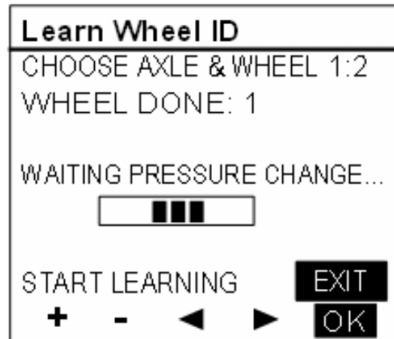 Learn Wheel ID
CHOOSE AXLE & WHEEL 1:2
WHEEL DONE: 1
WAITING PRESSURE CHANGE...
START LEARNING EXIT
+ - ◄ ► OK